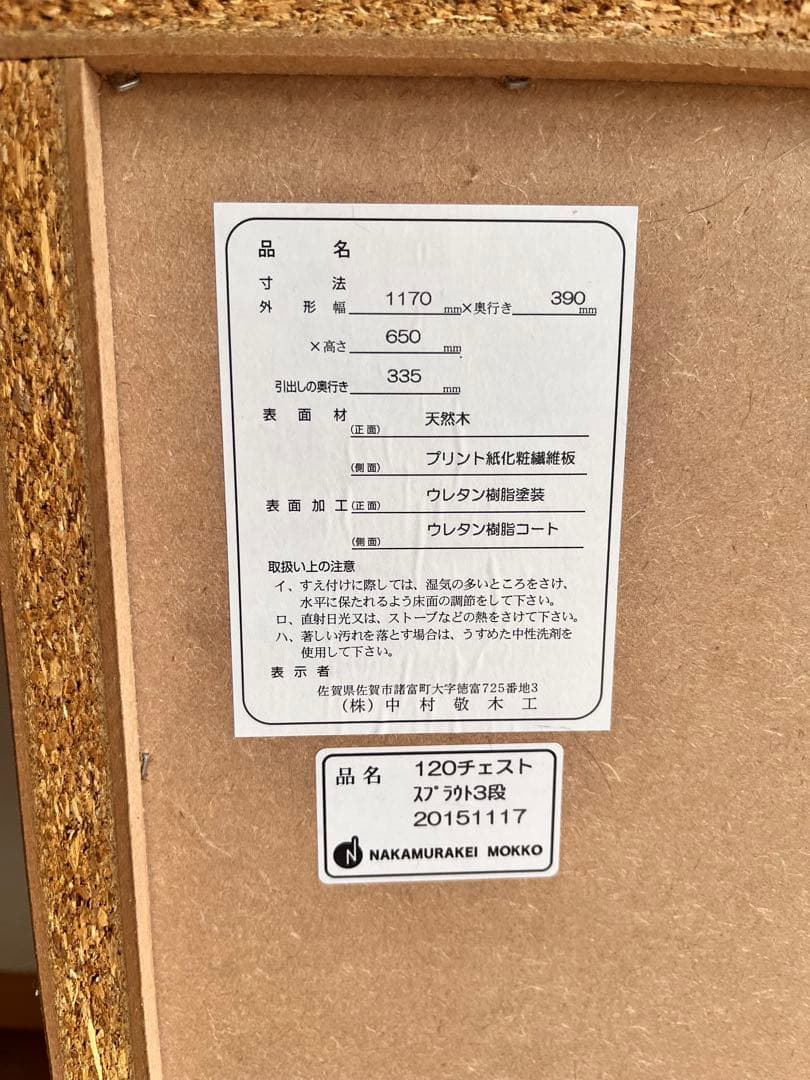 品名
寸法
外形幅 1170 mm×奥行き 390 mm
×高さ 650 mm
引出しの奥行き 335 mm
表面材 (正面) 天然木
(側面) プリント紙化粧繊維板
表面加工 (正面) ウレタン樹脂塗装
(側面) ウレタン樹脂コート
取扱い上の注意
イ、すえ付けに際しては、湿気の多いところをさけ、
水平に保たれるよう床面の調節をして下さい。
ロ、直射日光又は、ストーブなどの熱をさけて下さい。
ハ、著しい汚れを落とす場合は、うすめた中性洗剤を
使用して下さい。
表示者
佐賀県佐賀市諸富町大字徳富725番地3
(株)中村敬木工
品名 120チェスト
スプラウト3段
20151117
N NAKAMURAKEI MOKKO